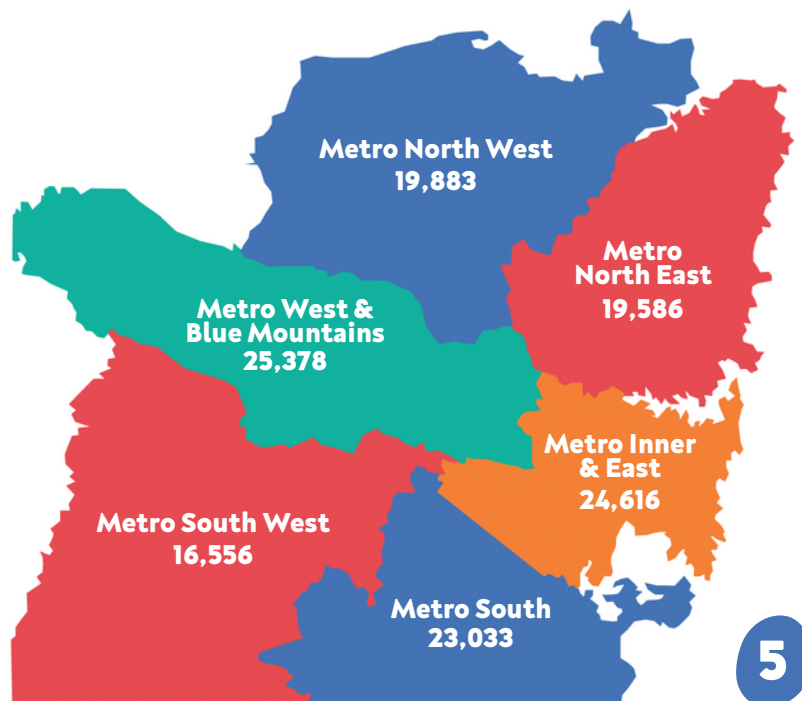 Metro North West
19,883
Metro
North East
19,586
Metro West &
Blue Mountains
25,378
Metro Inner
& East
24,616
Metro South West
16,556
Metro South
23,033
5